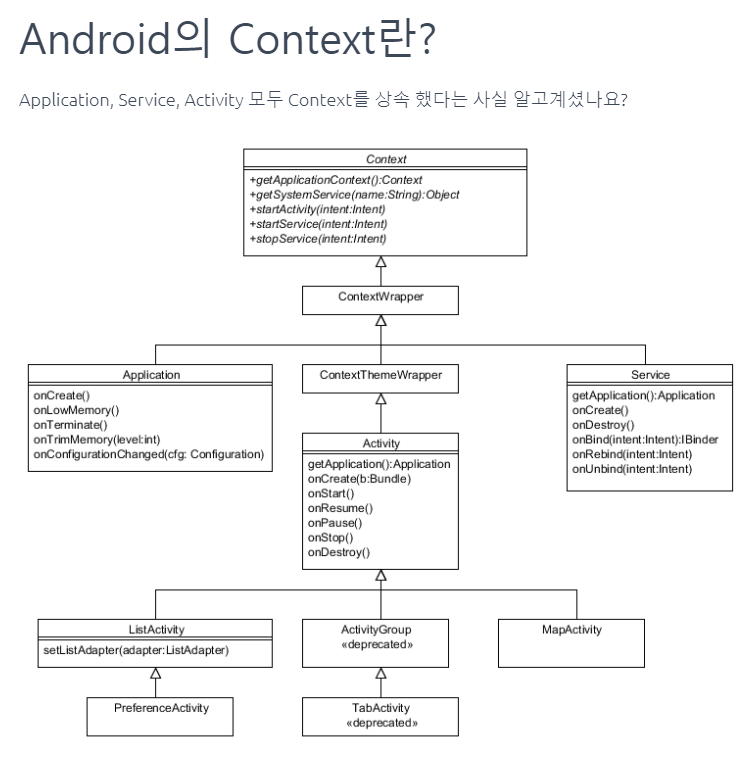 Android의 Context란?
Application, Service, Activity 모두 Context를 상속 했다는 사실 알고계셨나요?
Context
+getApplicationContext():Context
+getSystemService(name:String):Object
+startActivity(intent:Intent)
+startService(intent:Intent)
+stopService(intent:Intent)
ContextWrapper
Application
onCreate()
onLowMemory()
onTerminate()
onTrimMemory(level:int)
onConfigurationChanged(cfg: Configuration)
ContextThemeWrapper
Service
getApplication():Application
onCreate()
onDestroy()
onBind(intent:Intent):IBinder
onRebind(intent:Intent)
onUnbind(intent:Intent)
Activity
getApplication():Application
onCreate(b:Bundle)
onStart()
onResume()
onPause()
onStop()
onDestroy()
ListActivity
setListAdapter(adapter:ListAdapter)
ActivityGroup
«deprecated»
MapActivity
PreferenceActivity
TabActivity
«deprecated»